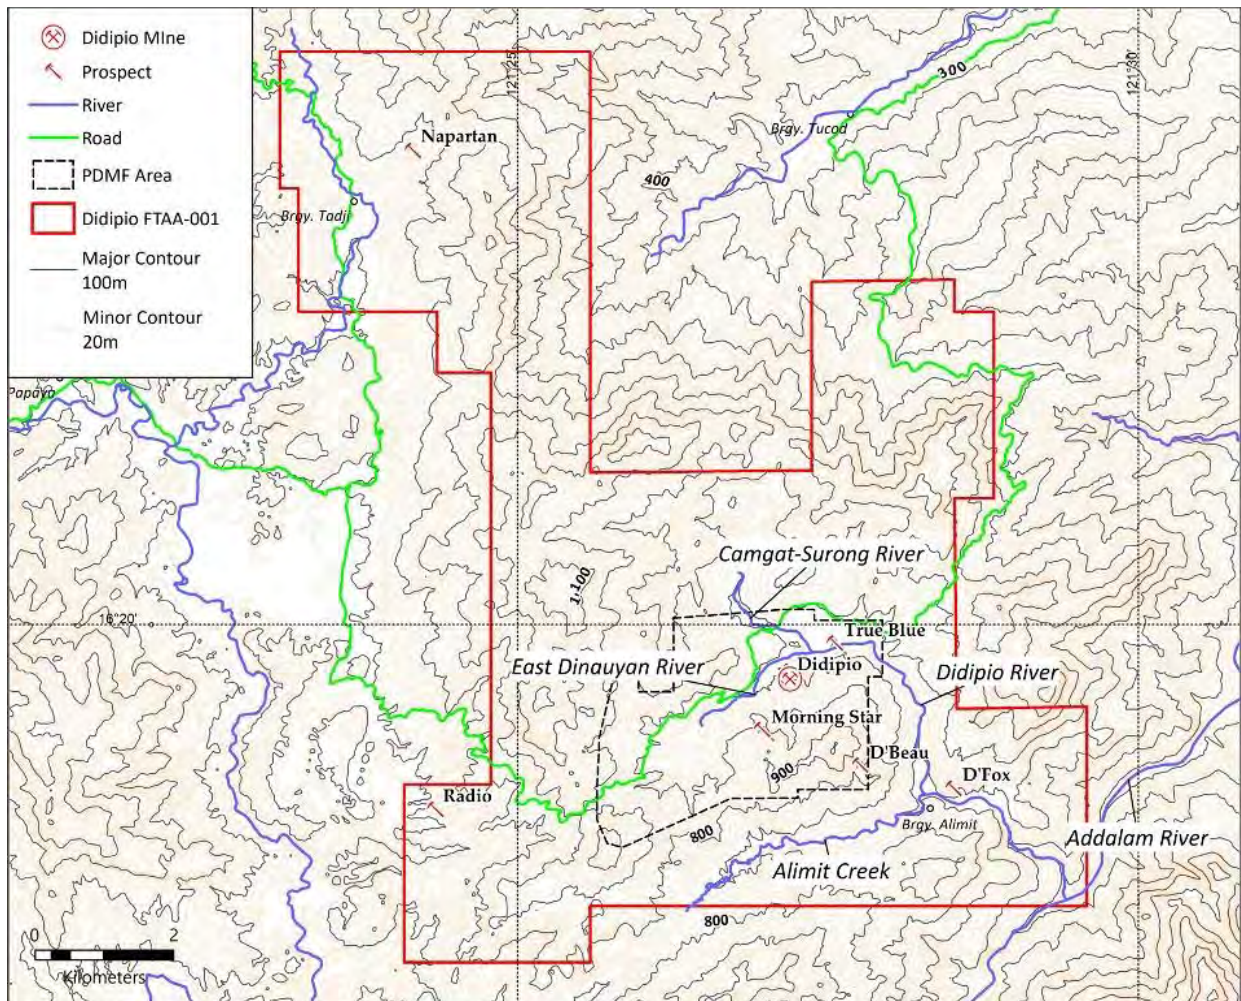 Didipio MIne
Prospect
River
Road
PDMF Area
Didipio FTAA-001
Major Contour
100m
Minor Contour
20m
121°25'
121°30'
300
Brgy. Tucod
Napartan
400
Brgy. Tadji
Papaya
Camgat-Surong River
1,100
16°20'
True Blue
East Dinauyan River
Didipio
Didipio River
Morning Star
D'Beau
900
D'Fox
Radio
Brgy. Alimit
800
Addalam River
Alimit Creek
800
0 2
Kilometers